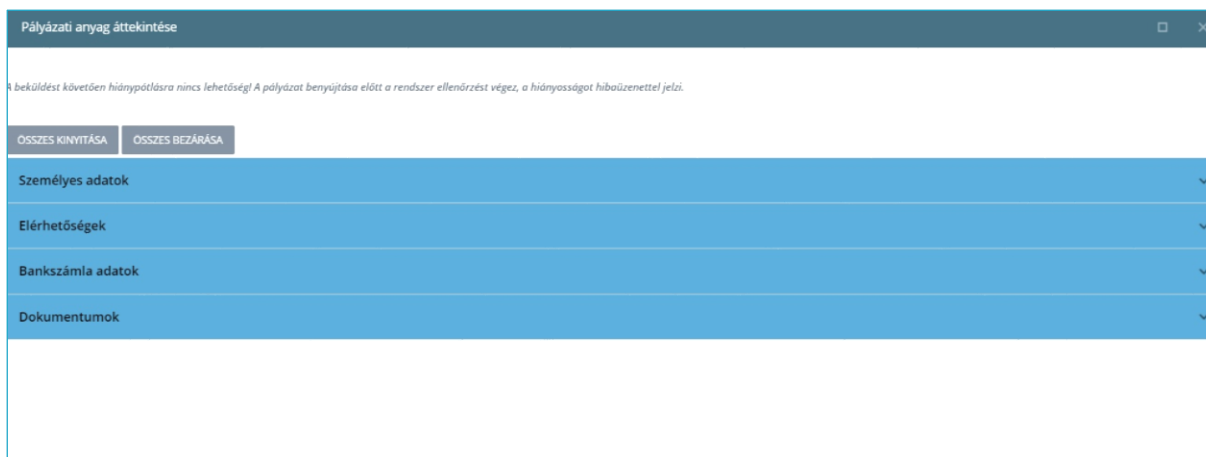 Pályázati anyag áttekintése
A beküldést követően hiánypótlásra nincs lehetőség! A pályázat benyújtása előtt a rendszer ellenőrzést végez, a hiányosságot hibaüzenettel jelzi.
ÖSSZES KINYITÁSA ÖSSZES BEZÁRÁSA
Személyes adatok
Elérhetőségek
Bankszámla adatok
Dokumentumok